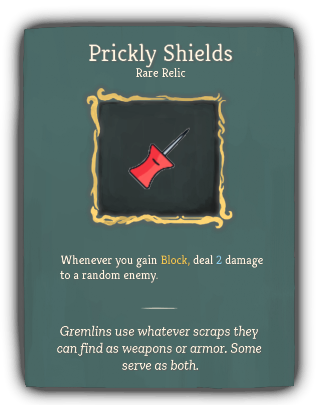 Prickly Shields
Rare Relic
Whenever you gain Block, deal 2 damage
to a random enemy.
Gremlins use whatever scraps they
can find as weapons or armor. Some
serve as both.